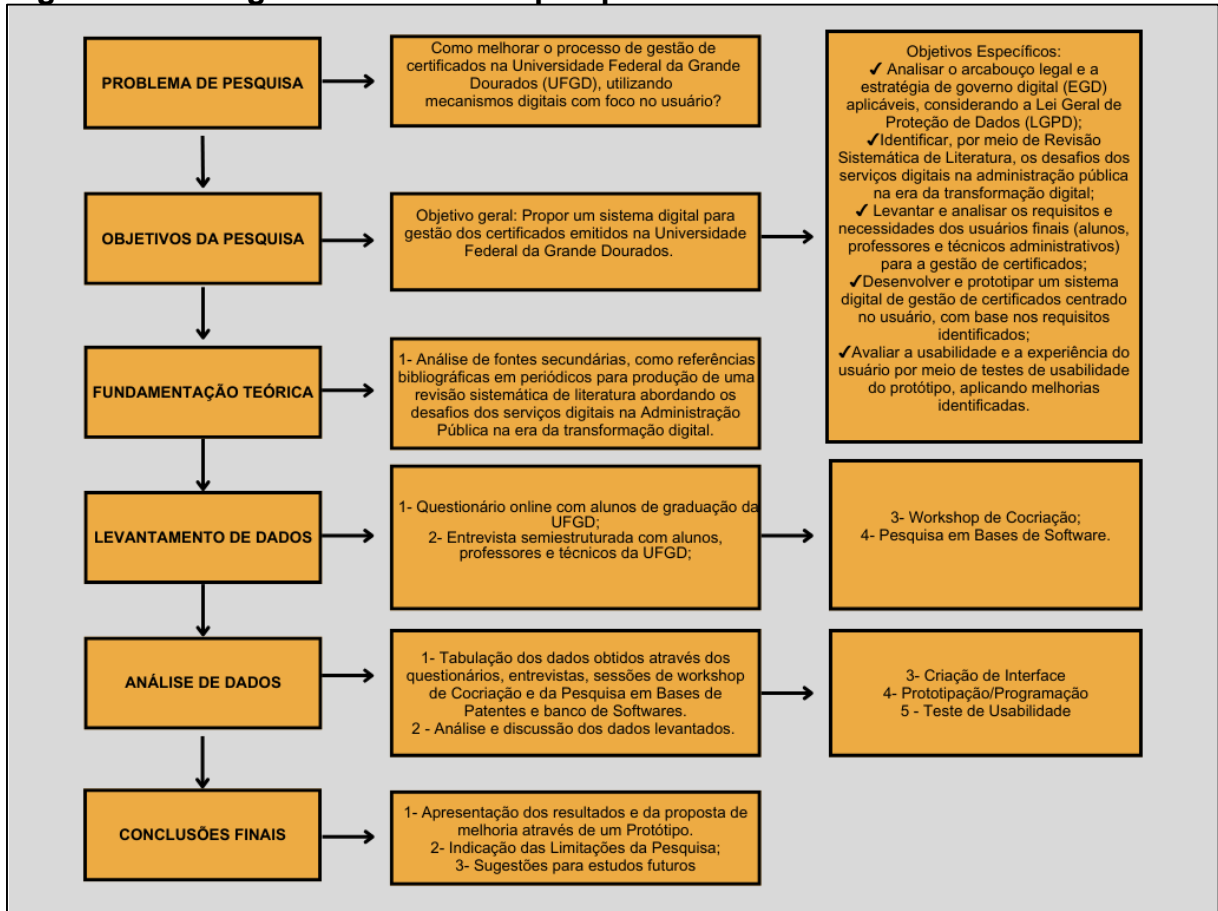 PROBLEMA DE PESQUISA
Como melhorar o processo de gestão de
certificados na Universidade Federal da Grande
Dourados (UFGD), utilizando
mecanismos digitais com foco no usuário?
OBJETIVOS DA PESQUISA
Objetivo geral: Propor um sistema digital para
gestão dos certificados emitidos na Universidade
Federal da Grande Dourados.
Objetivos Específicos:
✔ Analisar o arcabouço legal e a
estratégia de governo digital (EGD)
aplicáveis, considerando a Lei Geral de
Proteção de Dados (LGPD);
✔Identificar, por meio de Revisão
Sistemática de Literatura, os desafios dos
serviços digitais na administração pública
na era da transformação digital;
✔ Levantar e analisar os requisitos e
necessidades dos usuários finais (alunos,
professores e técnicos administrativos)
para a gestão de certificados;
✔Desenvolver e prototipar um sistema
digital de gestão de certificados centrado
no usuário, com base nos requisitos
identificados;
✔Avaliar a usabilidade e a experiência do
usuário por meio de testes de usabilidade
do protótipo, aplicando melhorias
identificadas.
FUNDAMENTAÇÃO TEÓRICA
1- Análise de fontes secundárias, como referências
bibliográficas em periódicos para produção de uma
revisão sistemática de literatura abordando os
desafios dos serviços digitais na Administração
Pública na era da transformação digital.
LEVANTAMENTO DE DADOS
1- Questionário online com alunos de graduação da
UFGD;
2- Entrevista semiestruturada com alunos,
professores e técnicos da UFGD;
3- Workshop de Cocriação;
4- Pesquisa em Bases de Software.
ANÁLISE DE DADOS
1- Tabulação dos dados obtidos através dos
questionários, entrevistas, sessões de workshop
de Cocriação e da Pesquisa em Bases de
Patentes e banco de Softwares.
2 - Análise e discussão dos dados levantados.
3- Criação de Interface
4- Prototipação/Programação
5 - Teste de Usabilidade
CONCLUSÕES FINAIS
1- Apresentação dos resultados e da proposta de
melhoria através de um Protótipo.
2- Indicação das Limitações da Pesquisa;
3- Sugestões para estudos futuros